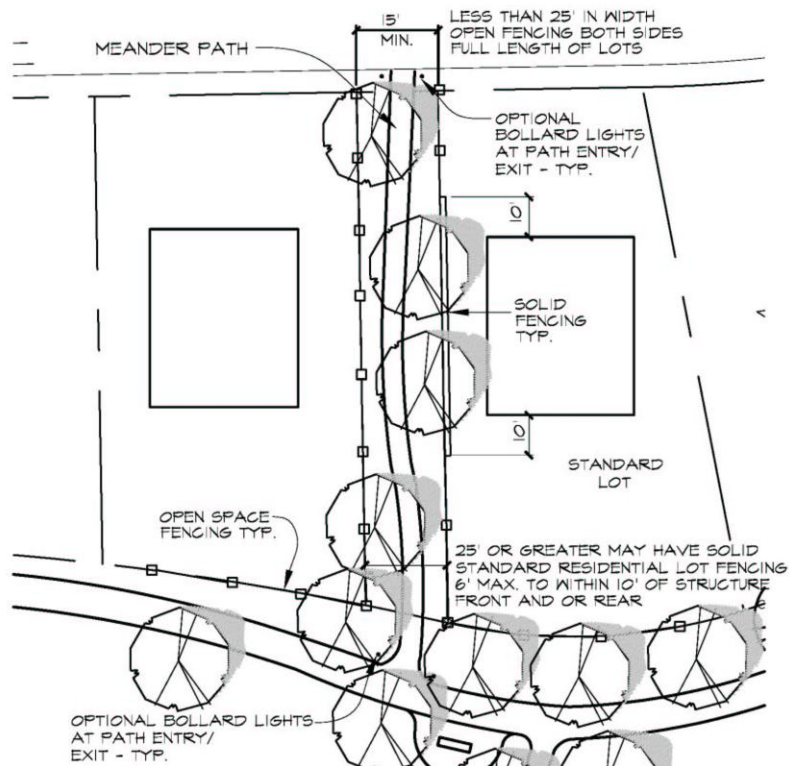 15'
MIN.
LESS THAN 25' IN WIDTH
OPEN FENCING BOTH SIDES
FULL LENGTH OF LOTS
MEANDER PATH
OPTIONAL
BOLLARD LIGHTS
AT PATH ENTRY/
EXIT - TYP.
10'
SOLID
FENCING
TYP.
10'
STANDARD
LOT
OPEN SPACE
FENCING TYP.
25' OR GREATER MAY HAVE SOLID
STANDARD RESIDENTIAL LOT FENCING
6' MAX. TO WITHIN 10' OF STRUCTURE
FRONT AND OR REAR
OPTIONAL BOLLARD LIGHTS
AT PATH ENTRY/
EXIT - TYP.